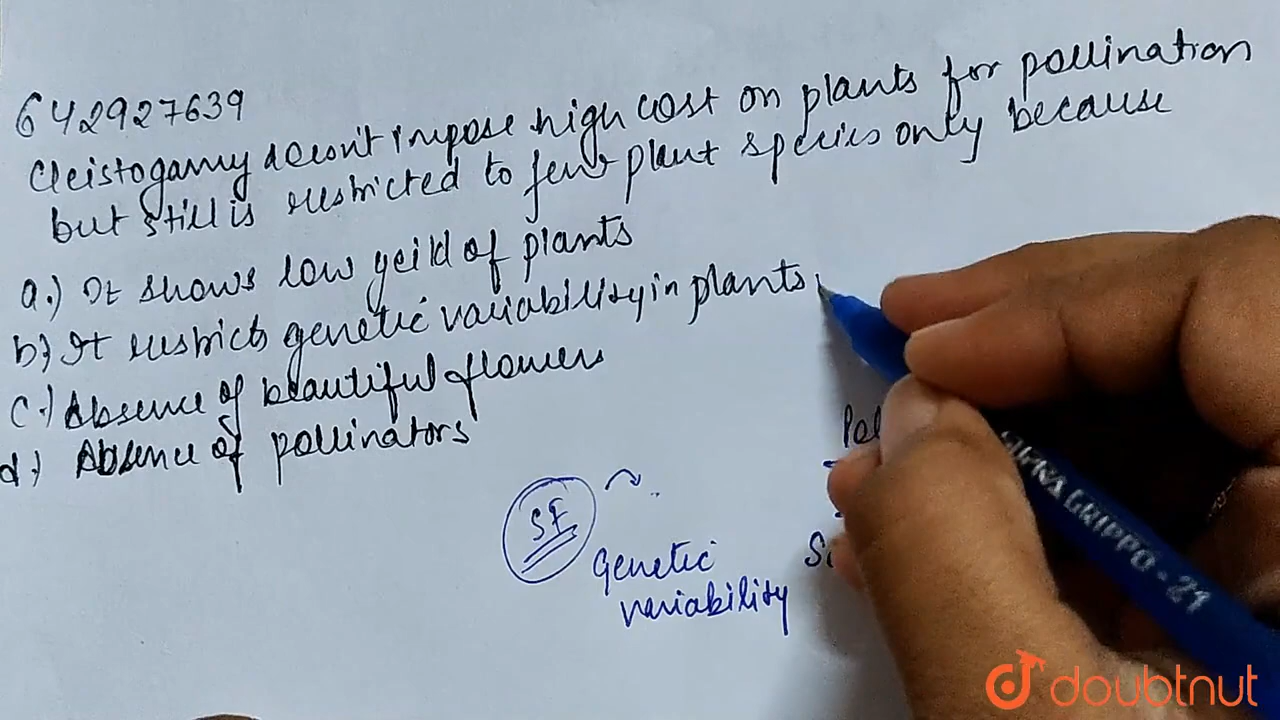 642927639
Cleistogamy doesn't impose high cost on plants for pollination
but still is restricted to few plant species only because
a.) It shows low yeild of plants
b.) It restricts genetic variability in plants
c.) Absence of beautiful flowers
d.) Absence of pollinators
SF
genetic
variability
GRIPPO-21
doubtnut